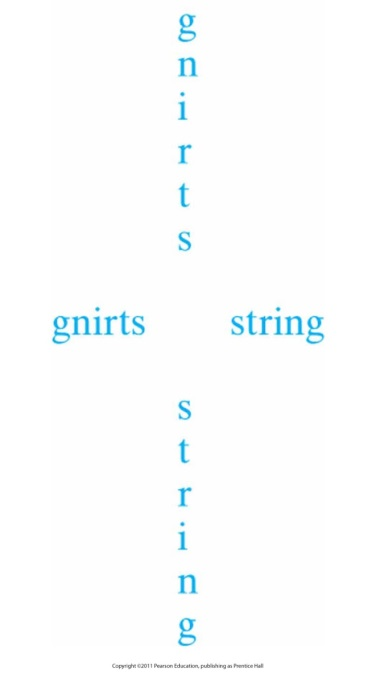 g
n
i
r
t
s
gnirts string
s
t
r
i
n
g
Copyright ©2011 Pearson Education, publishing as Prentice Hall